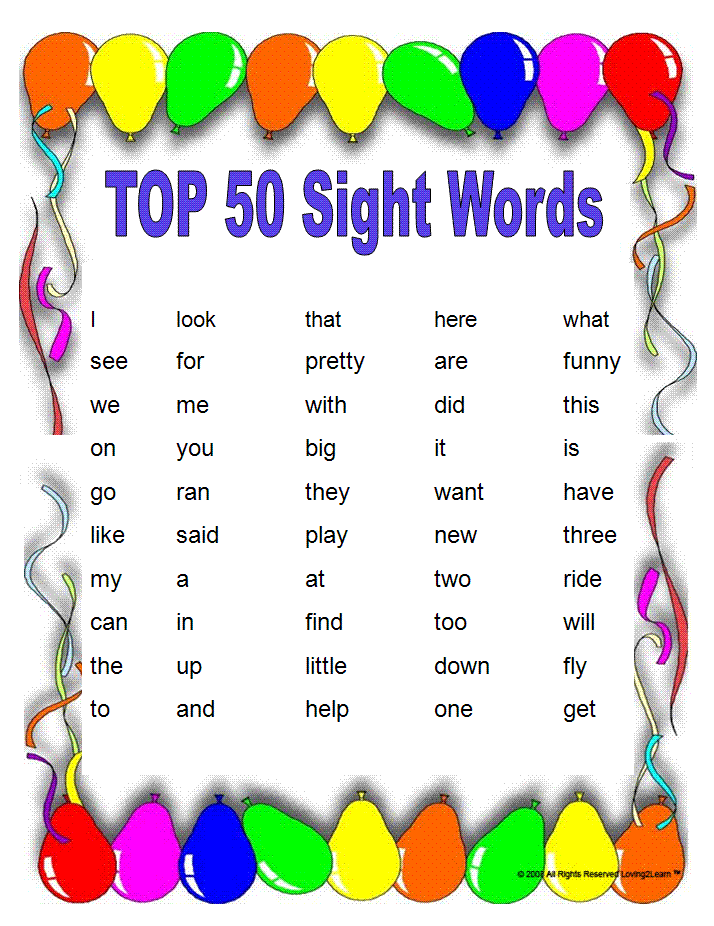 TOP 50 Sight Words
I look that here what
see for pretty are funny
we me with did this
on you big it is
go ran they want have
like said play new three
my a at two ride
can in find too will
the up little down fly
to and help one get
© All Rights Reserved Loving2Learn ™